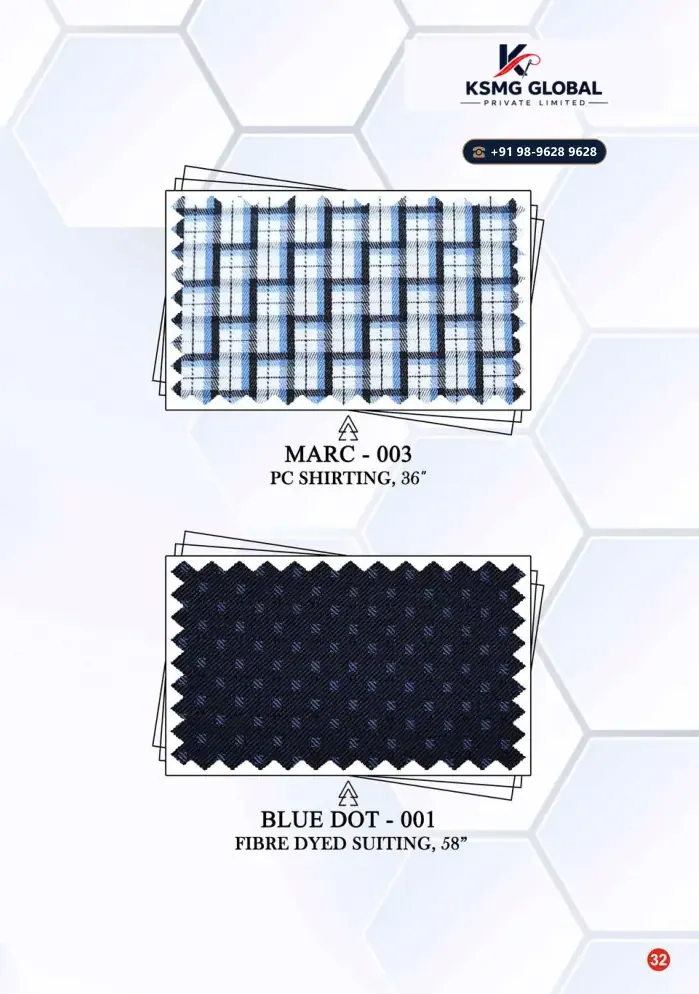 KSMG GLOBAL
PRIVATE LIMITED
+91 98-9628 9628
MARC - 003
PC SHIRTING, 36"
BLUE DOT - 001
FIBRE DYED SUITING, 58”
32